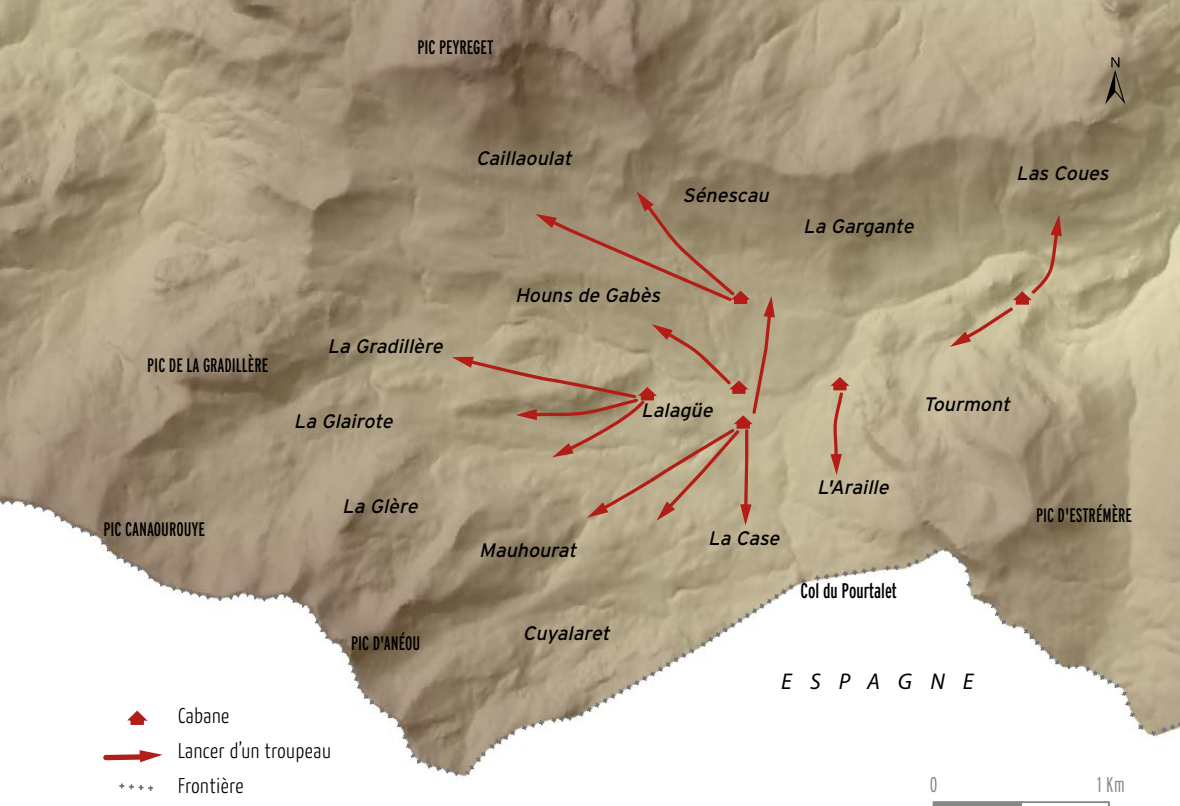 PIC PEYREGET
N
Caillaoulat
Las Coues
Sénescau
La Gargante
Houns de Gabès
La Gradillère
PIC DE LA GRADILLÈRE
Tourmont
Lalagüe
La Glairote
L'Araille
La Glère
PIC D'ESTRÉMÈRE
PIC CANAOUROUYE
La Case
Mauhourat
Col du Pourtalet
Cuyalaret
PIC D'ANÉOU
ESPAGNE
Cabane
Lancer d'un troupeau
Frontière
0 1 Km